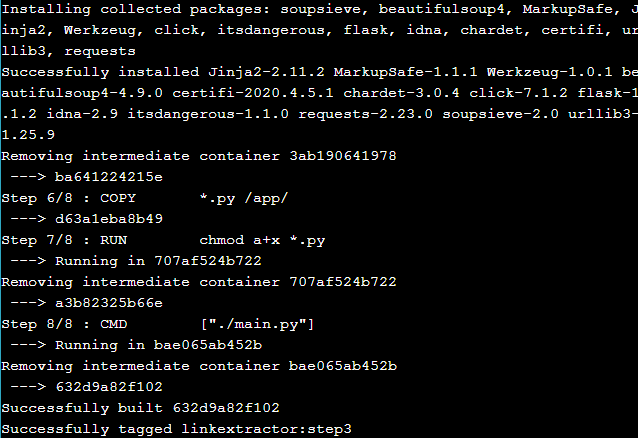 Installing collected packages: soupsieve, beautifulsoup4, MarkupSafe, J
inja2, Werkzeug, click, itsdangerous, flask, idna, chardet, certifi, ur
llib3, requests
Successfully installed Jinja2-2.11.2 MarkupSafe-1.1.1 Werkzeug-1.0.1 be
autifulsoup4-4.9.0 certifi-2020.4.5.1 chardet-3.0.4 click-7.1.2 flask-1
.1.2 idna-2.9 itsdangerous-1.1.0 requests-2.23.0 soupsieve-2.0 urllib3-
1.25.9
Removing intermediate container 3ab190641978
 ---> ba641224215e
Step 6/8 : COPY       *.py /app/
 ---> d63a1eba8b49
Step 7/8 : RUN        chmod a+x *.py
 ---> Running in 707af524b722
Removing intermediate container 707af524b722
 ---> a3b82325b66e
Step 8/8 : CMD        ["./main.py"]
 ---> Running in bae065ab452b
Removing intermediate container bae065ab452b
 ---> 632d9a82f102
Successfully built 632d9a82f102
Successfully tagged linkextractor:step3